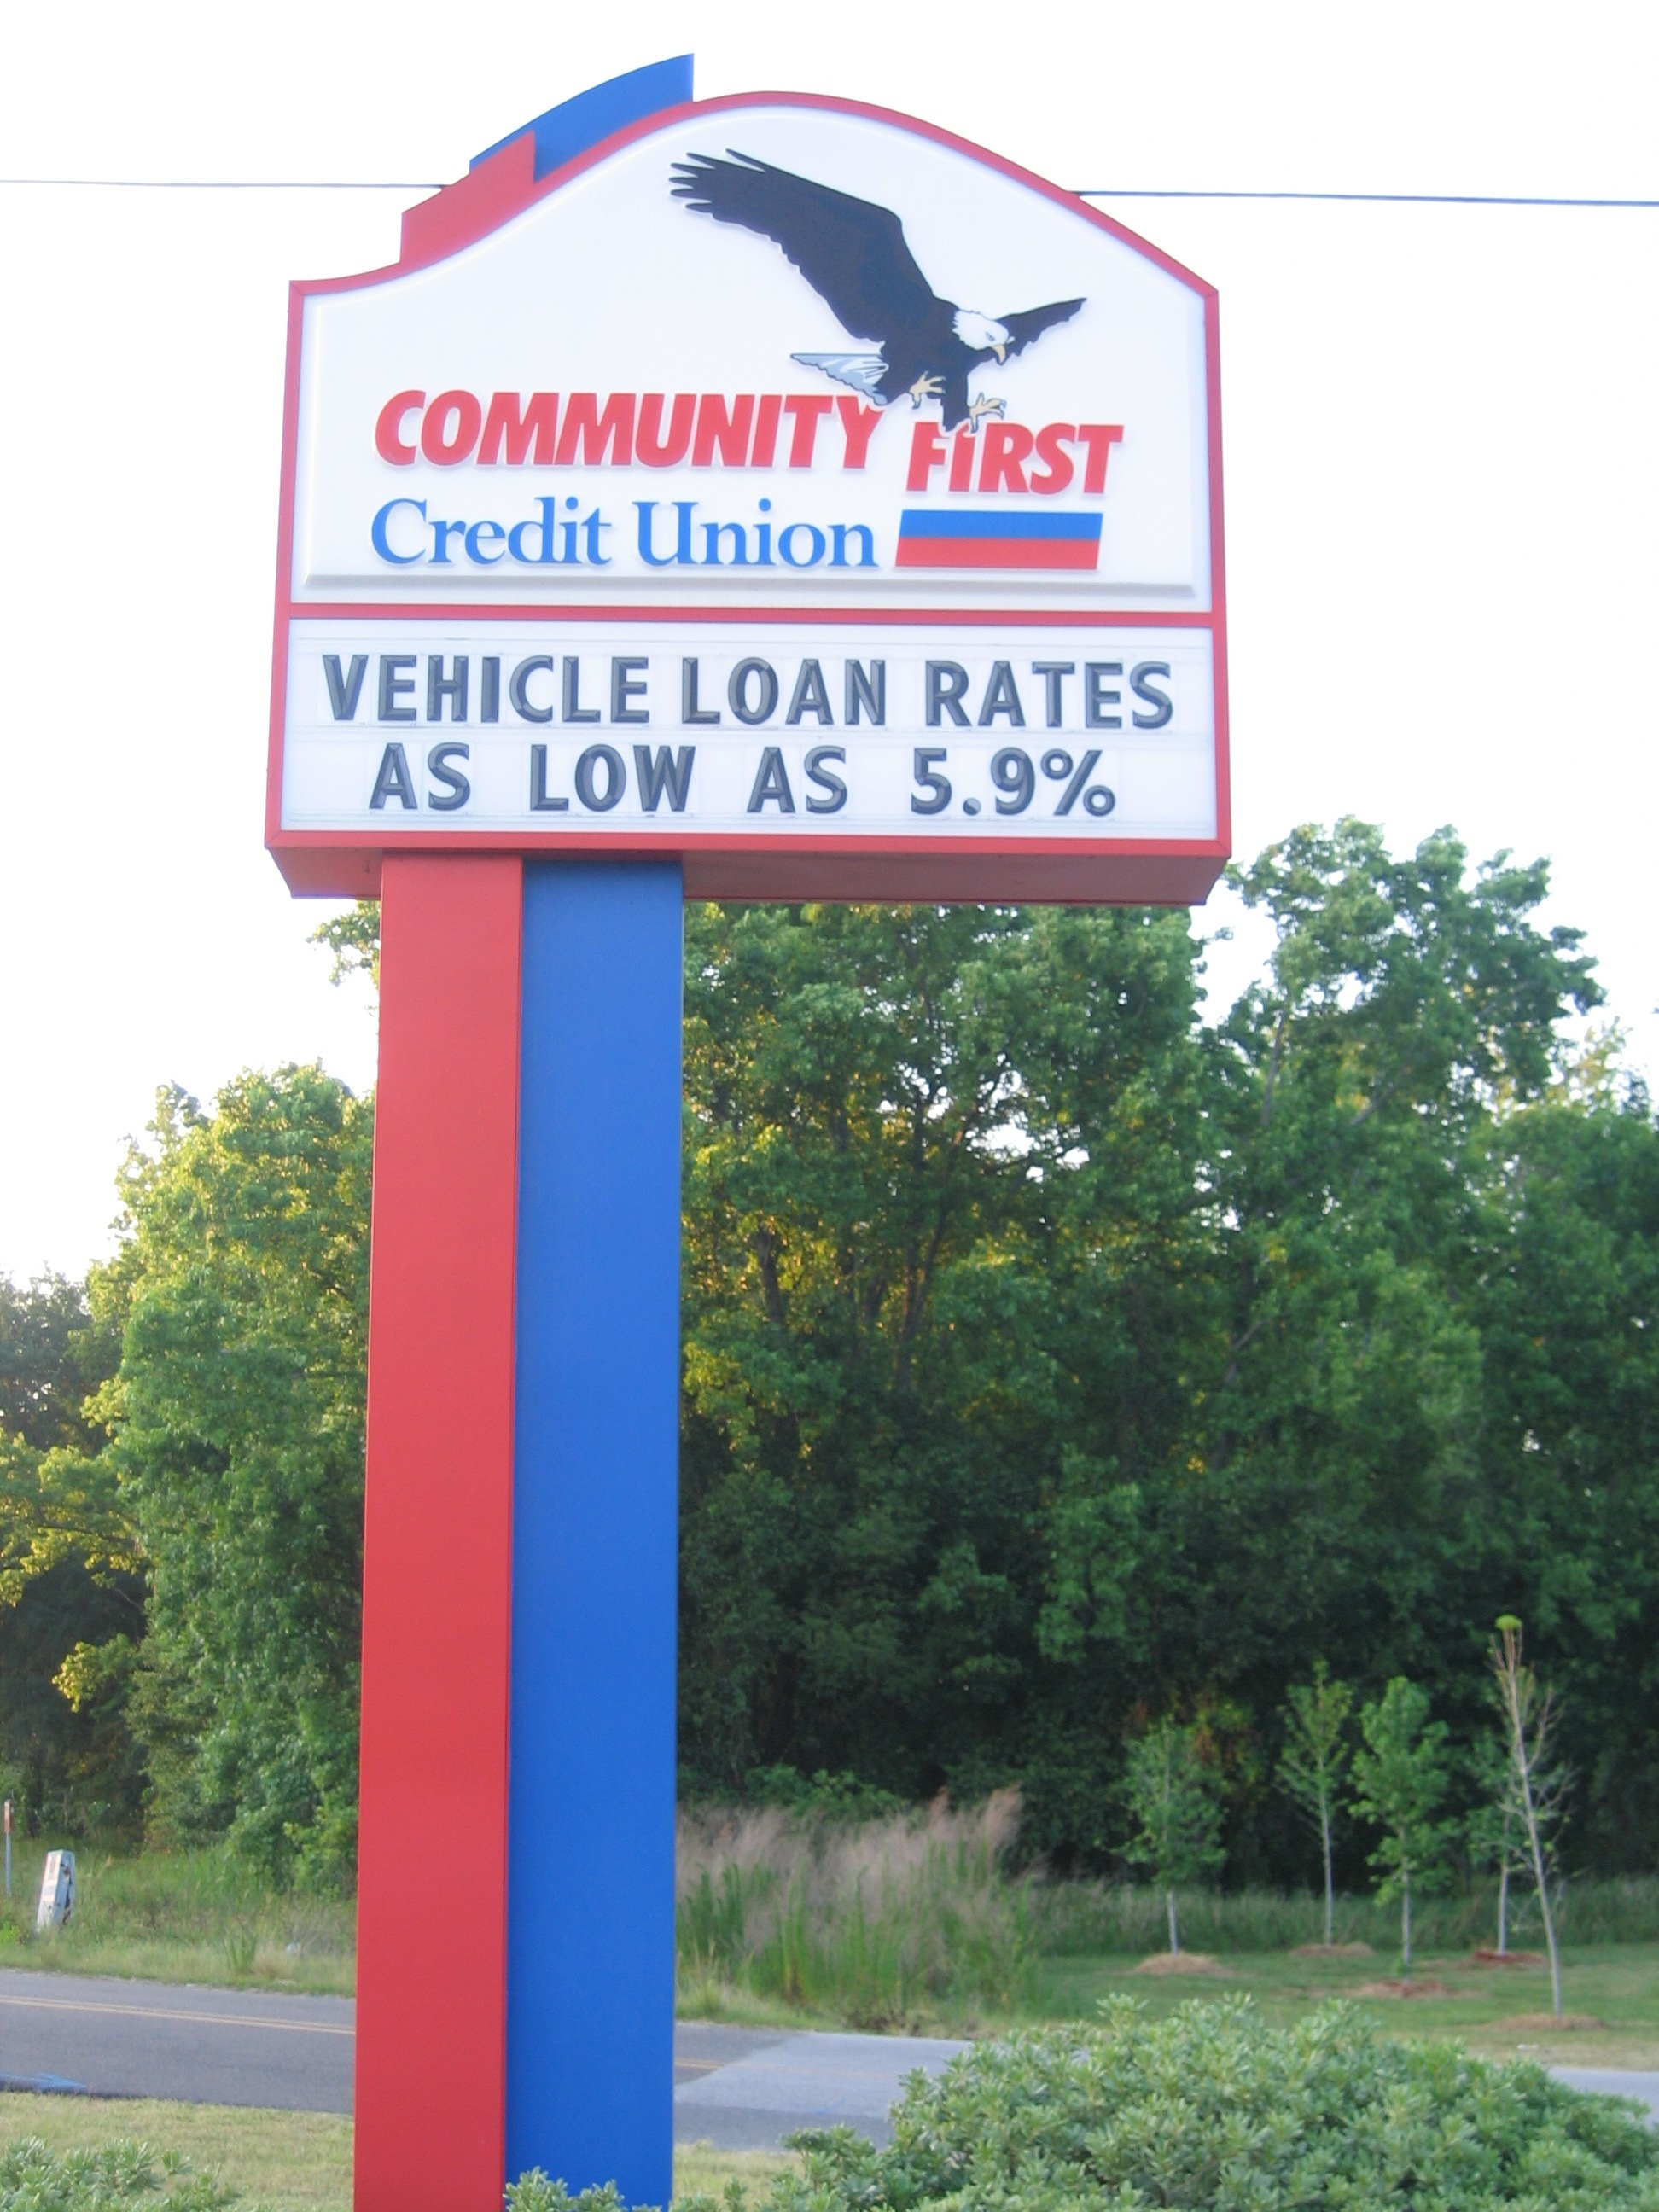 COMMUNITY FIRST
Credit Union
VEHICLE LOAN RATES
AS LOW AS 5.9%